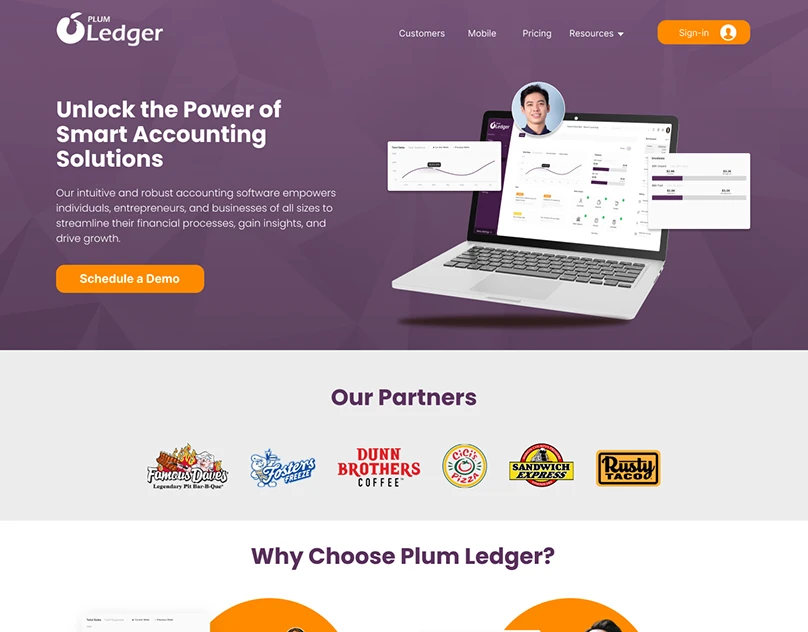 PLUM
Ledger
Customers
Mobile
Pricing
Resources
Sign-in
Unlock the Power of
Smart Accounting
Solutions
Our intuitive and robust accounting software empowers
individuals, entrepreneurs, and businesses of all sizes to
streamline their financial processes, gain insights, and
drive growth.
Schedule a Demo
Ledger
Our Partners
Famous Dave's
Legendary Pit Bar-B-Que
Fosters
FREEZE
DUNN
BROTHERS
COFFEE
CiCi's
PIZZA
SANDWICH
EXPRESS
Rusty
TACO
Why Choose Plum Ledger?